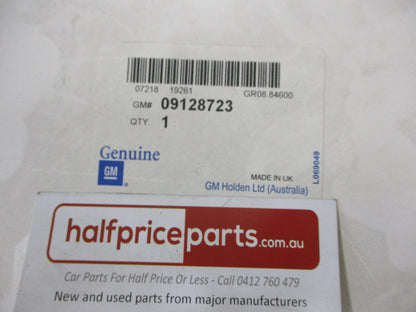 07218 19261 GR08.84600
GM# 09128723
QTY. 1
Genuine
GM
®
MADE IN UK
GM Holden Ltd (Australia)
L069049
halfpriceparts.com.au
Car Parts For Half Price Or Less - Call 0412 760 479
New and used parts from major manufacturers